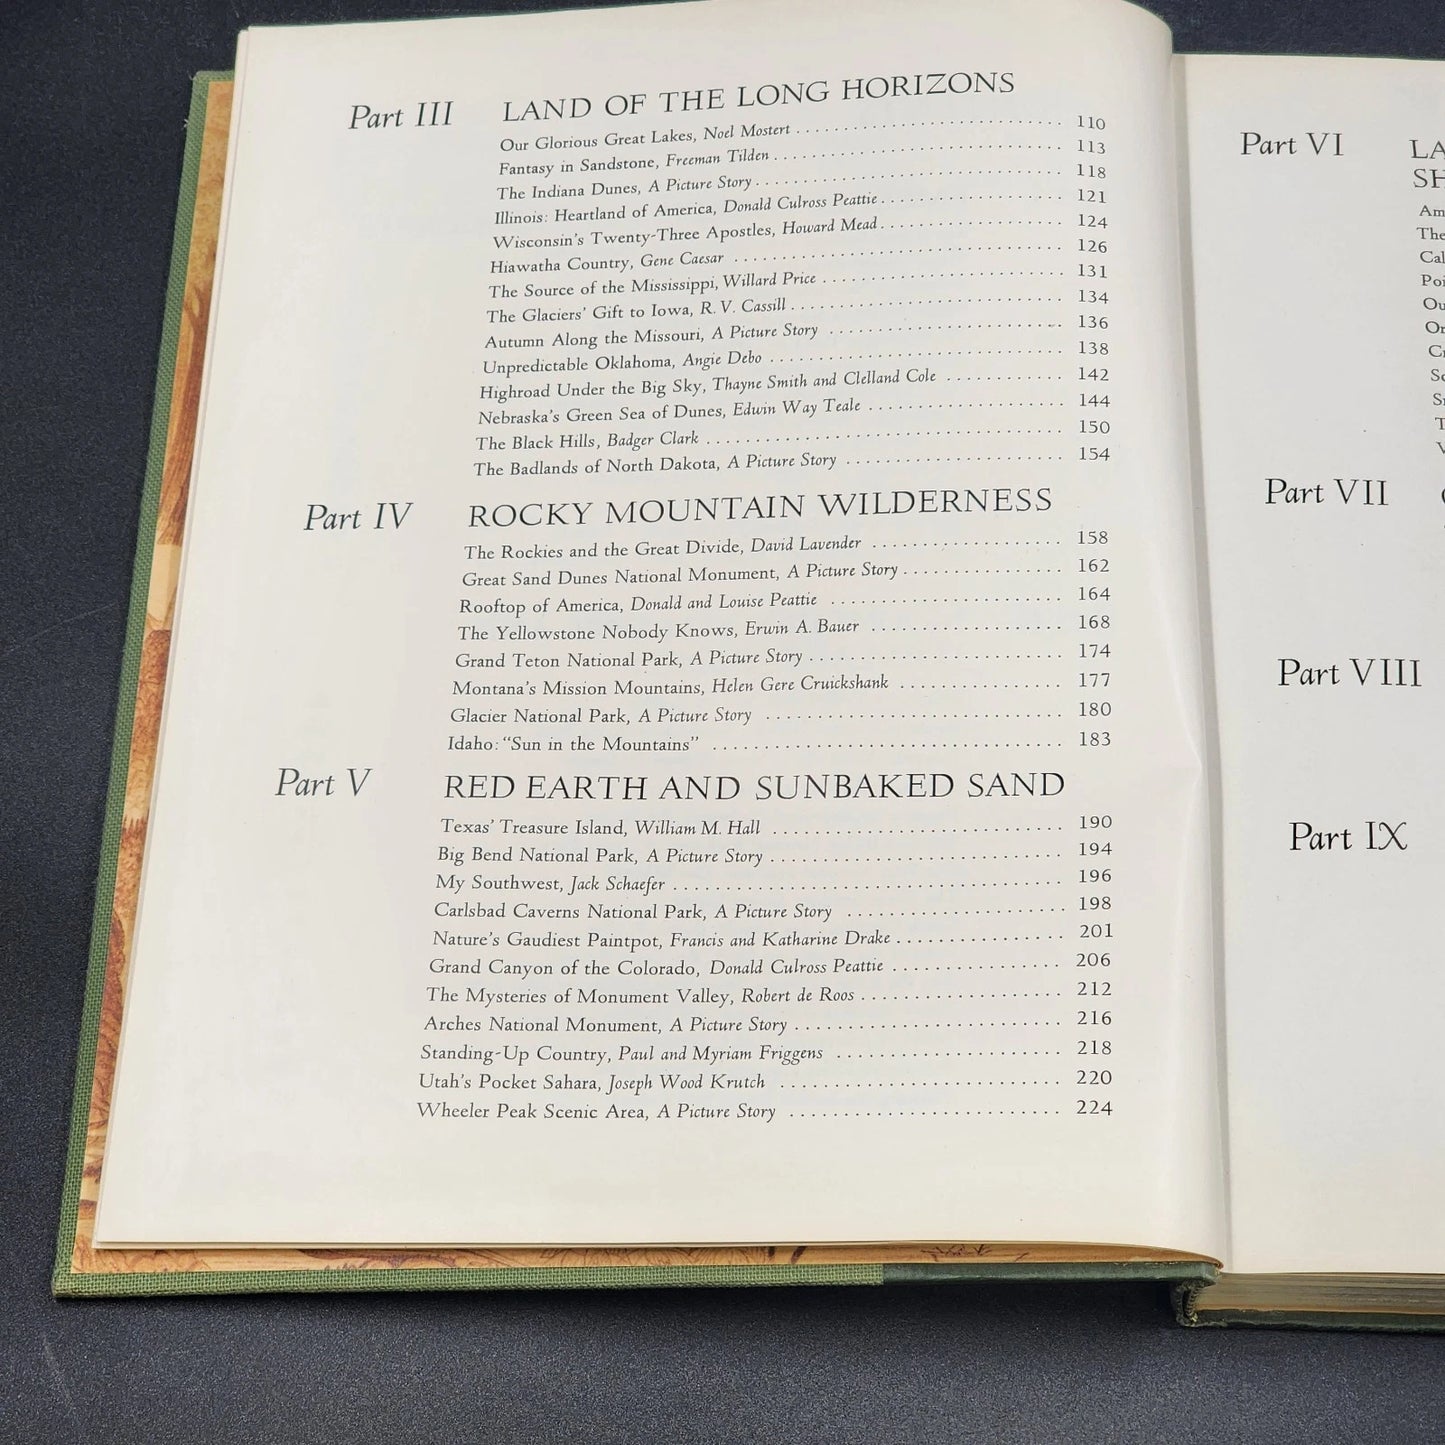 Part III LAND OF THE LONG HORIZONS
Our Glorious Great Lakes, Noel Mostert . . . . . . . . . . . . . . . . . . . . . . . . . . . . 110
Fantasy in Sandstone, Freeman Tilden . . . . . . . . . . . . . . . . . . . . . . . . . . . . . . 113
The Indiana Dunes, A Picture Story . . . . . . . . . . . . . . . . . . . . . . . . . . . . . . . . 118
Illinois: Heartland of America, Donald Culross Peattie . . . . . . . . . . . . . . . . . . . 121
Wisconsin's Twenty-Three Apostles, Howard Mead . . . . . . . . . . . . . . . . . . . 124
Hiawatha Country, Gene Caesar . . . . . . . . . . . . . . . . . . . . . . . . . . . . . . . 126
The Source of the Mississippi, Willard Price . . . . . . . . . . . . . . . . . . . . . . . . 131
The Glaciers' Gift to Iowa, R. V. Cassill . . . . . . . . . . . . . . . . . . . . . . . . . . . . 134
Autumn Along the Missouri, A Picture Story . . . . . . . . . . . . . . . . . . . . . . . . 136
Unpredictable Oklahoma, Angie Debo . . . . . . . . . . . . . . . . . . . . . . . . . . . . . 138
Highroad Under the Big Sky, Thayne Smith and Clelland Cole . . . . . . . . . . . . 142
Nebraska's Green Sea of Dunes, Edwin Way Teale . . . . . . . . . . . . . . . . . . . . 144
The Black Hills, Badger Clark . . . . . . . . . . . . . . . . . . . . . . . . . . . . . . . . . . . . 150
The Badlands of North Dakota, A Picture Story . . . . . . . . . . . . . . . . . . . . . . 154
Part IV ROCKY MOUNTAIN WILDERNESS
The Rockies and the Great Divide, David Lavender . . . . . . . . . . . . . . . . . . . 158
Great Sand Dunes National Monument, A Picture Story . . . . . . . . . . . . . . . . 162
Rooftop of America, Donald and Louise Peattie . . . . . . . . . . . . . . . . . . . . . . . 164
The Yellowstone Nobody Knows, Erwin A. Bauer . . . . . . . . . . . . . . . . . . . 168
Grand Teton National Park, A Picture Story . . . . . . . . . . . . . . . . . . . . . . . . . 174
Montana's Mission Mountains, Helen Gere Cruickshank . . . . . . . . . . . . . . . . 177
Glacier National Park, A Picture Story . . . . . . . . . . . . . . . . . . . . . . . . . . . . . 180
Idaho: "Sun in the Mountains" . . . . . . . . . . . . . . . . . . . . . . . . . . . . . . . . . . 183
Part V RED EARTH AND SUNBAKED SAND
Texas' Treasure Island, William M. Hall . . . . . . . . . . . . . . . . . . . . . . . . . . . . 190
Big Bend National Park, A Picture Story . . . . . . . . . . . . . . . . . . . . . . . . . . . . 194
My Southwest, Jack Schaefer . . . . . . . . . . . . . . . . . . . . . . . . . . . . . . . . . . . . . . 196
Carlsbad Caverns National Park, A Picture Story . . . . . . . . . . . . . . . . . . . . . 198
Nature's Gaudiest Paintpot, Francis and Katharine Drake . . . . . . . . . . . . . . . . 201
Grand Canyon of the Colorado, Donald Culross Peattie . . . . . . . . . . . . . . . . . 206
The Mysteries of Monument Valley, Robert de Roos . . . . . . . . . . . . . . . . . . . . 212
Arches National Monument, A Picture Story . . . . . . . . . . . . . . . . . . . . . . . . . . 216
Standing-Up Country, Paul and Myriam Friggens . . . . . . . . . . . . . . . . . . . . . . 218
Utah's Pocket Sahara, Joseph Wood Krutch . . . . . . . . . . . . . . . . . . . . . . . . . . . 220
Wheeler Peak Scenic Area, A Picture Story . . . . . . . . . . . . . . . . . . . . . . . . . . 224
Part VI
The
Part VII
Part VIII
Part IX